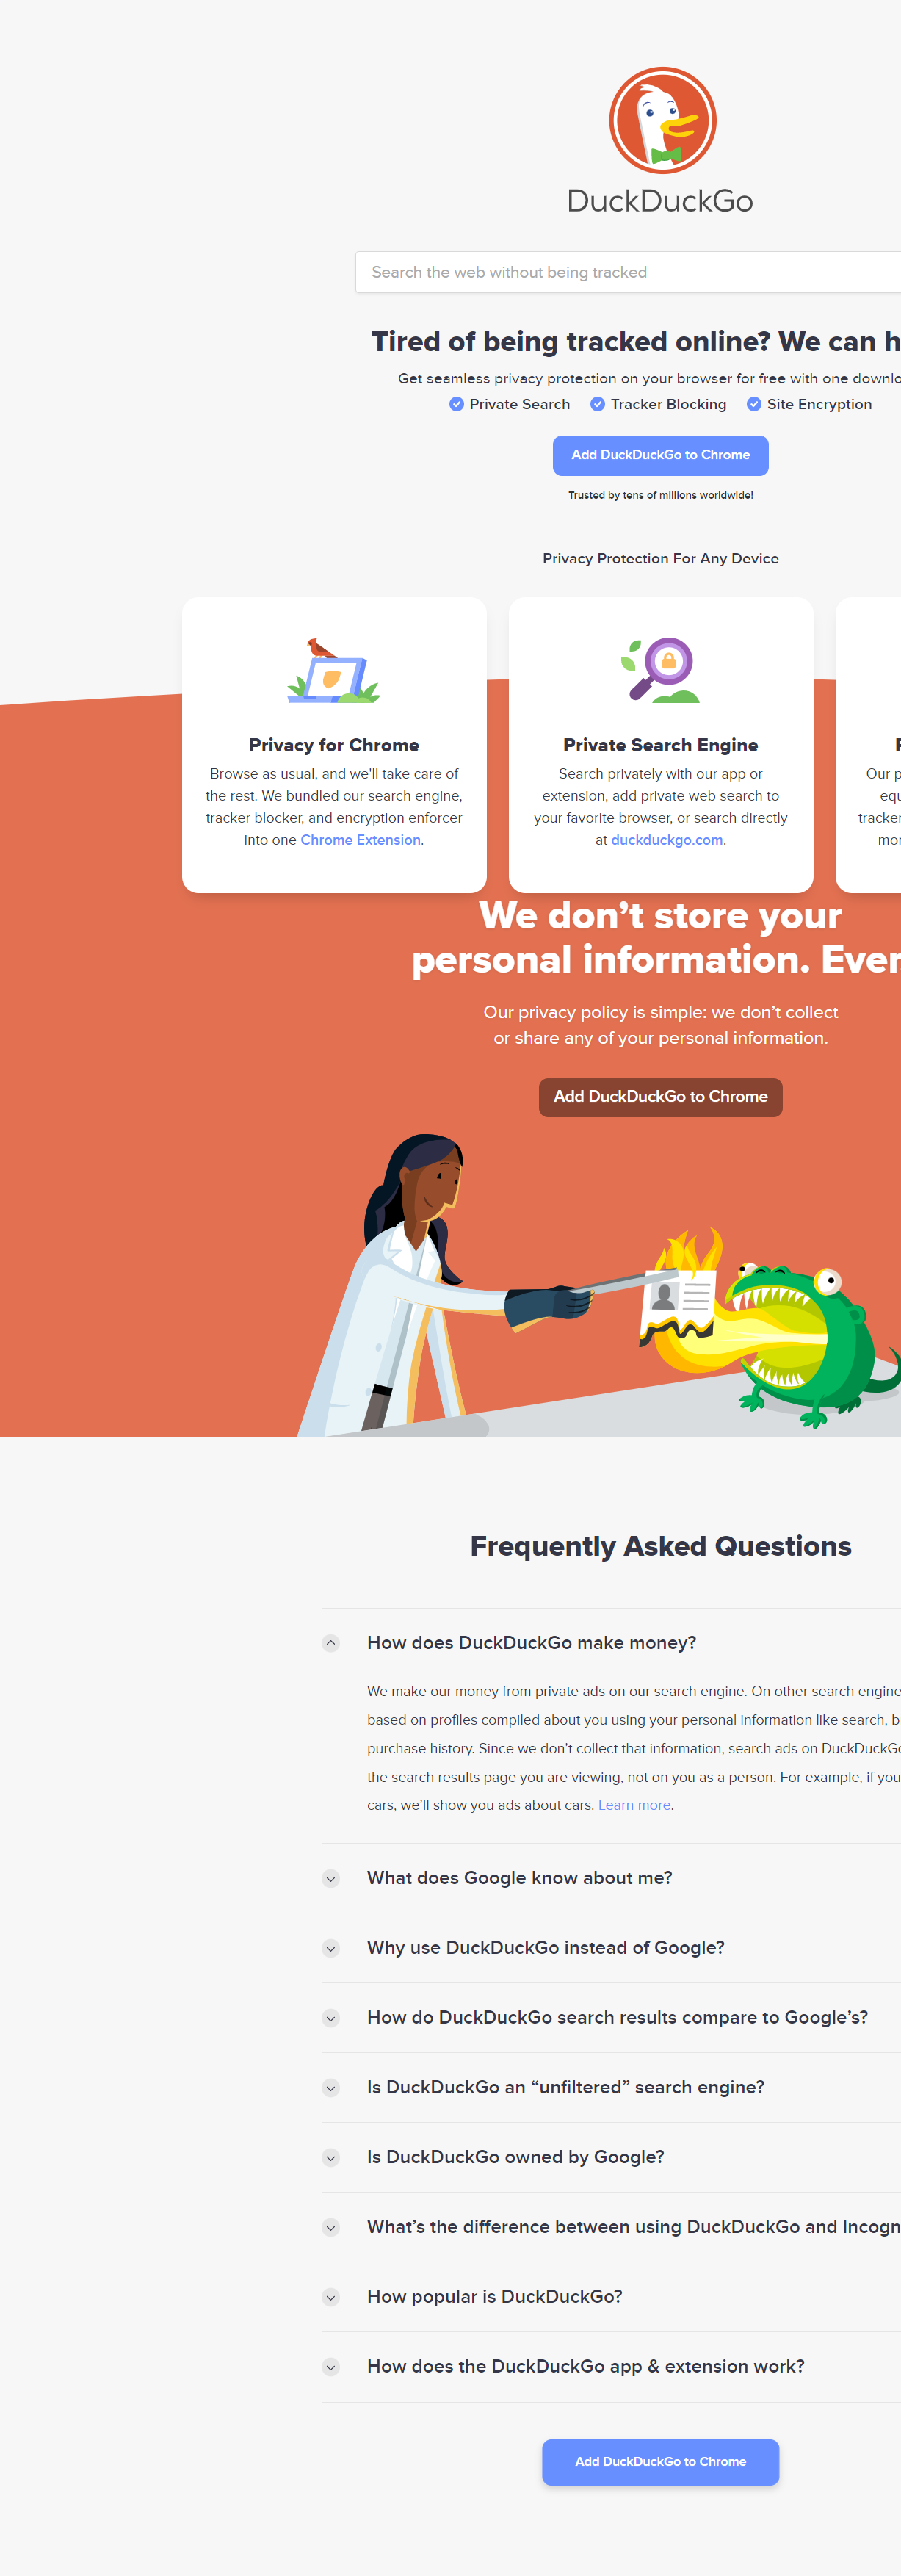 DuckDuckGo
Search the web without being tracked
Tired of being tracked online? We can
Get seamless privacy protection on your browser for free with one
Private Search Tracker Blocking Site Encryption
Add DuckDuckGo to Chrome
Trusted by tens of millions worldwide!
Privacy Protection For Any Device
Privacy for Chrome
Browse as usual, and we'll take care of
the rest. We bundled our search engine,
tracker blocker, and encryption enforcer
into one Chrome Extension.
Private Search Engine
Search privately with our app or
extension, add private web search to
your favorite browser, or search directly
at duckduckgo.com.
Our
We don’t store your
personal information. Ever
Our privacy policy is simple: we don’t collect
or share any of your personal information.
Add DuckDuckGo to Chrome
Frequently Asked Questions
How does DuckDuckGo make money?
We make our money from private ads on our search engine. On other search
based on profiles compiled about you using your personal information like search,
purchase history. Since we don’t collect that information, search ads on DuckDuckGo
the search results page you are viewing, not on you as a person. For example, if you
cars, we’ll show you ads about cars. Learn more.
What does Google know about me?
Why use DuckDuckGo instead of Google?
How do DuckDuckGo search results compare to Google’s?
Is DuckDuckGo an “unfiltered” search engine?
Is DuckDuckGo owned by Google?
What’s the difference between using DuckDuckGo and
How popular is DuckDuckGo?
How does the DuckDuckGo app & extension work?
Add DuckDuckGo to Chrome